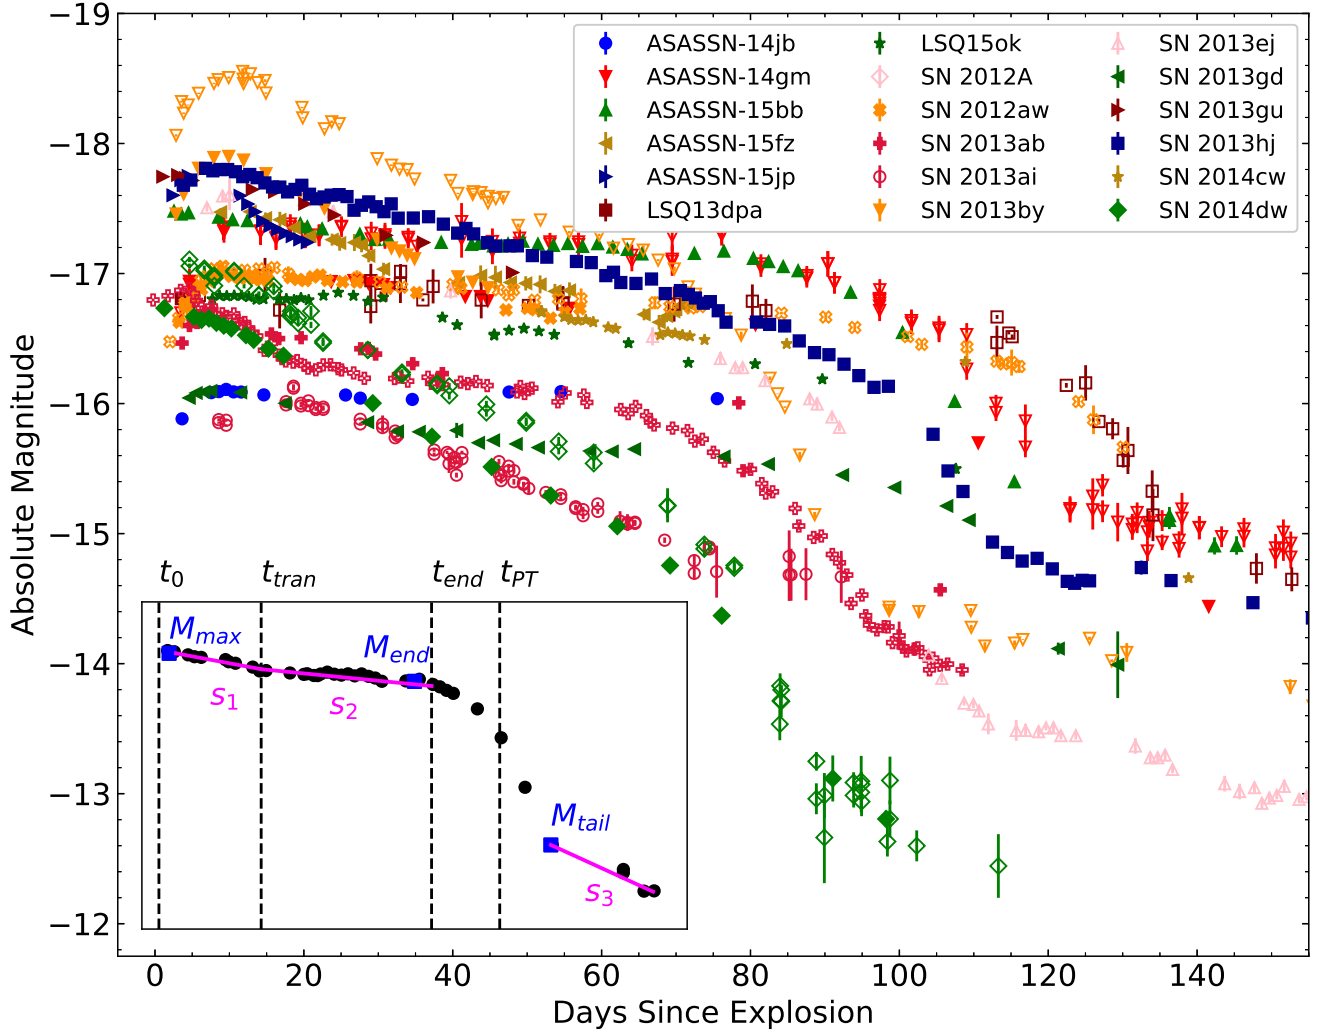 −19
−18
−17
−16
−15
−14
−13
−12
Absolute Magnitude
ASASSN-14jb
ASASSN-14gm
ASASSN-15bb
ASASSN-15fz
ASASSN-15jp
LSQ13dpa
LSQ15ok
SN 2012A
SN 2012aw
SN 2013ab
SN 2013ai
SN 2013by
SN 2013ej
SN 2013gd
SN 2013gu
SN 2013hj
SN 2014cw
SN 2014dw
t0 ttran tend tPT
Mmax
Mend
s1 s2
Mtail
s3
0 20 40 60 80 100 120 140
Days Since Explosion